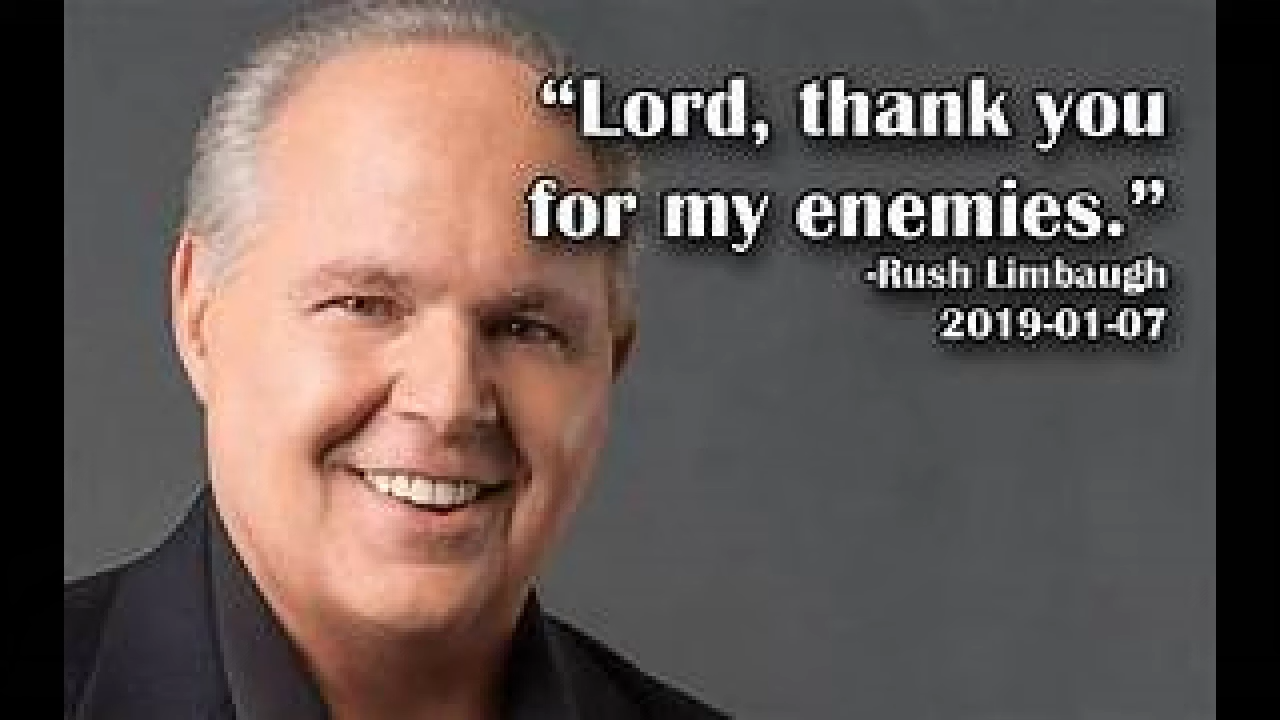 “Lord, thank you
for my enemies.”
-Rush Limbaugh
2019-01-07